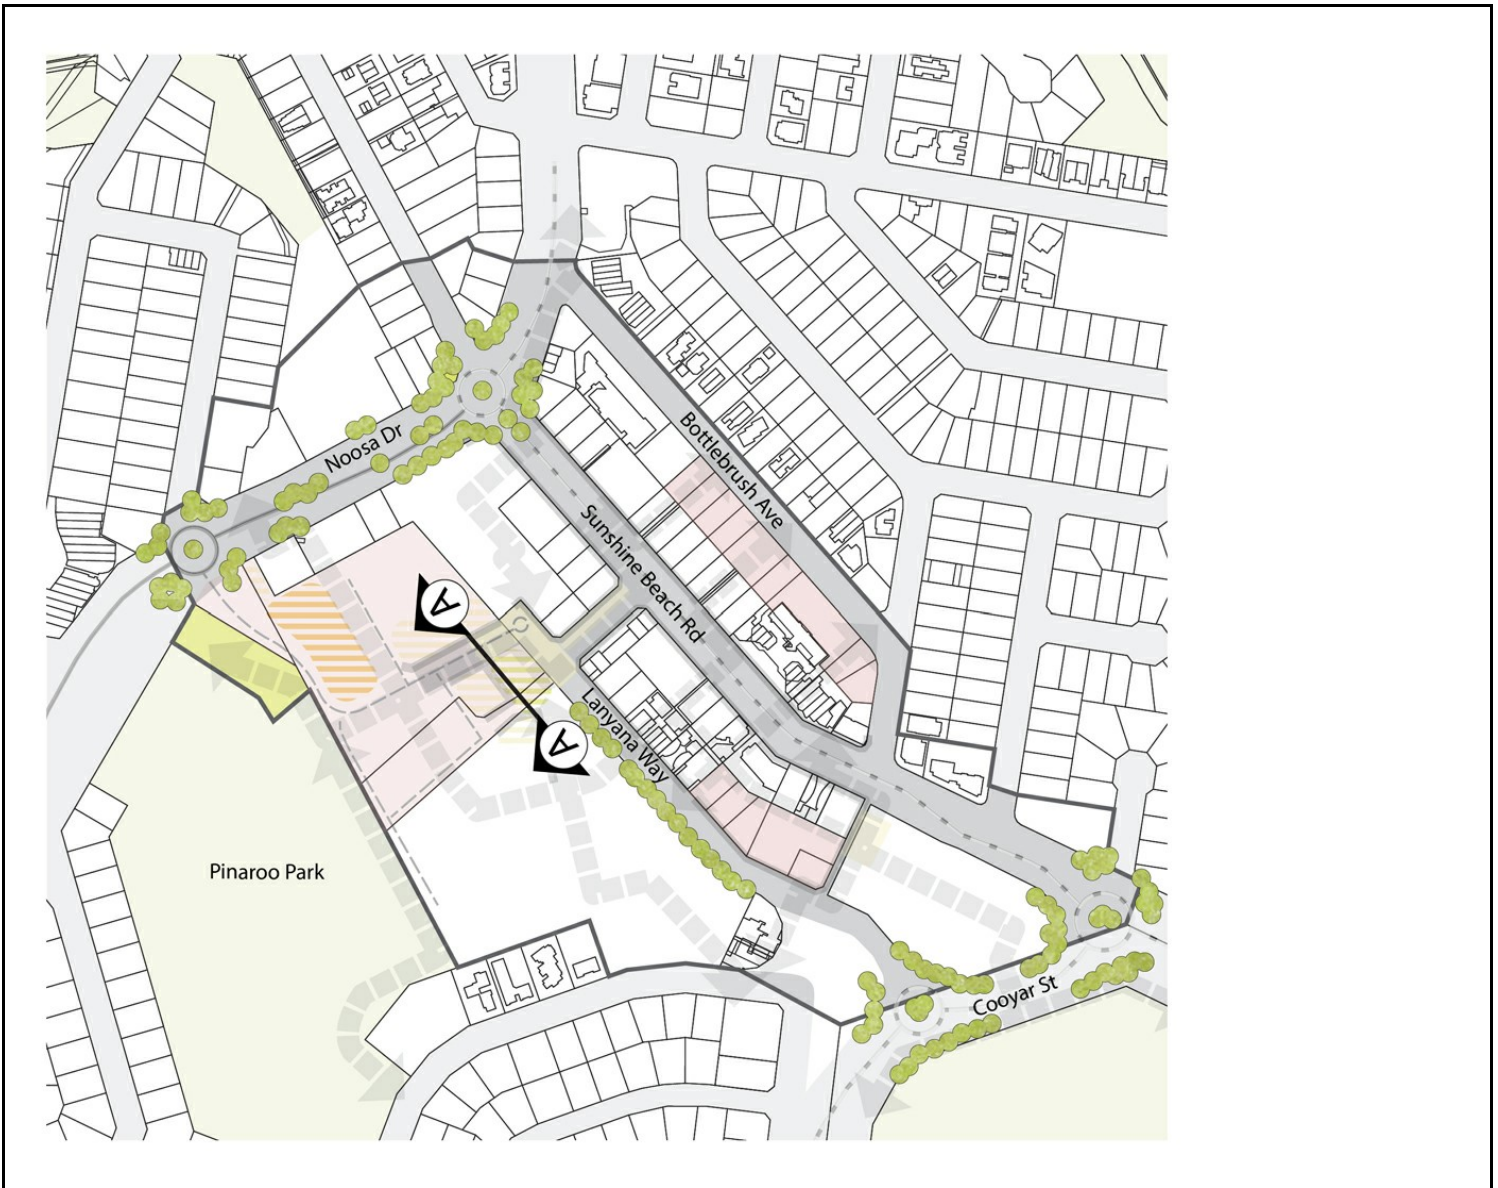 Noosa Dr
Bottlebrush Ave
Sunshine Beach Rd
A
A
Lanyana Way
Pinaroo Park
Cooyar St